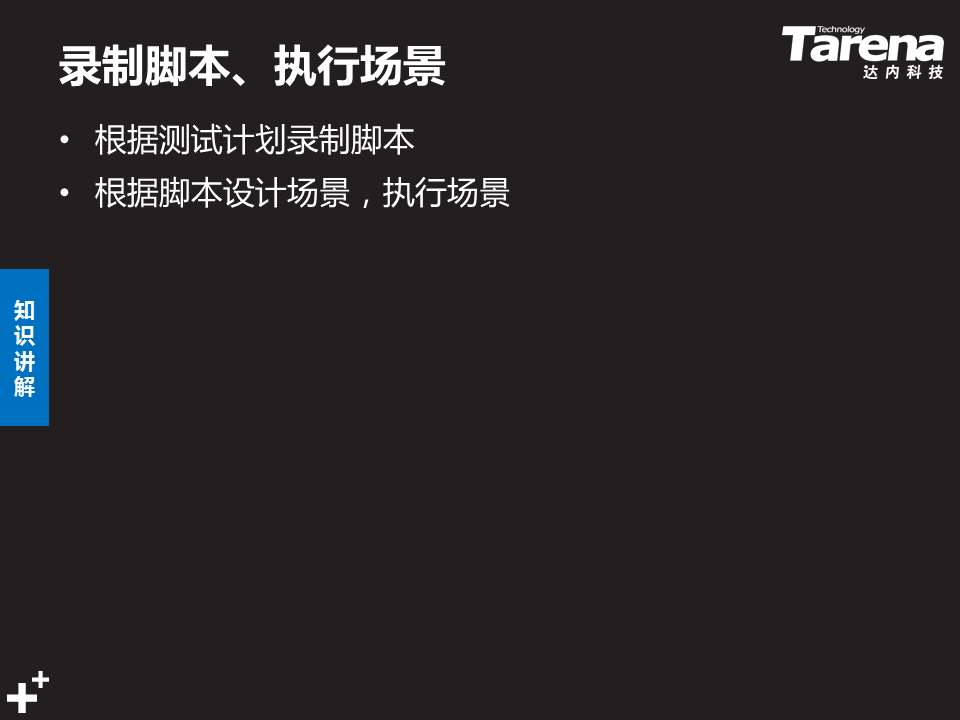 录制脚本、执行场景
Technology
Tarena
达内科技
• 根据测试计划录制脚本
• 根据脚本设计场景，执行场景
知
识
讲
解